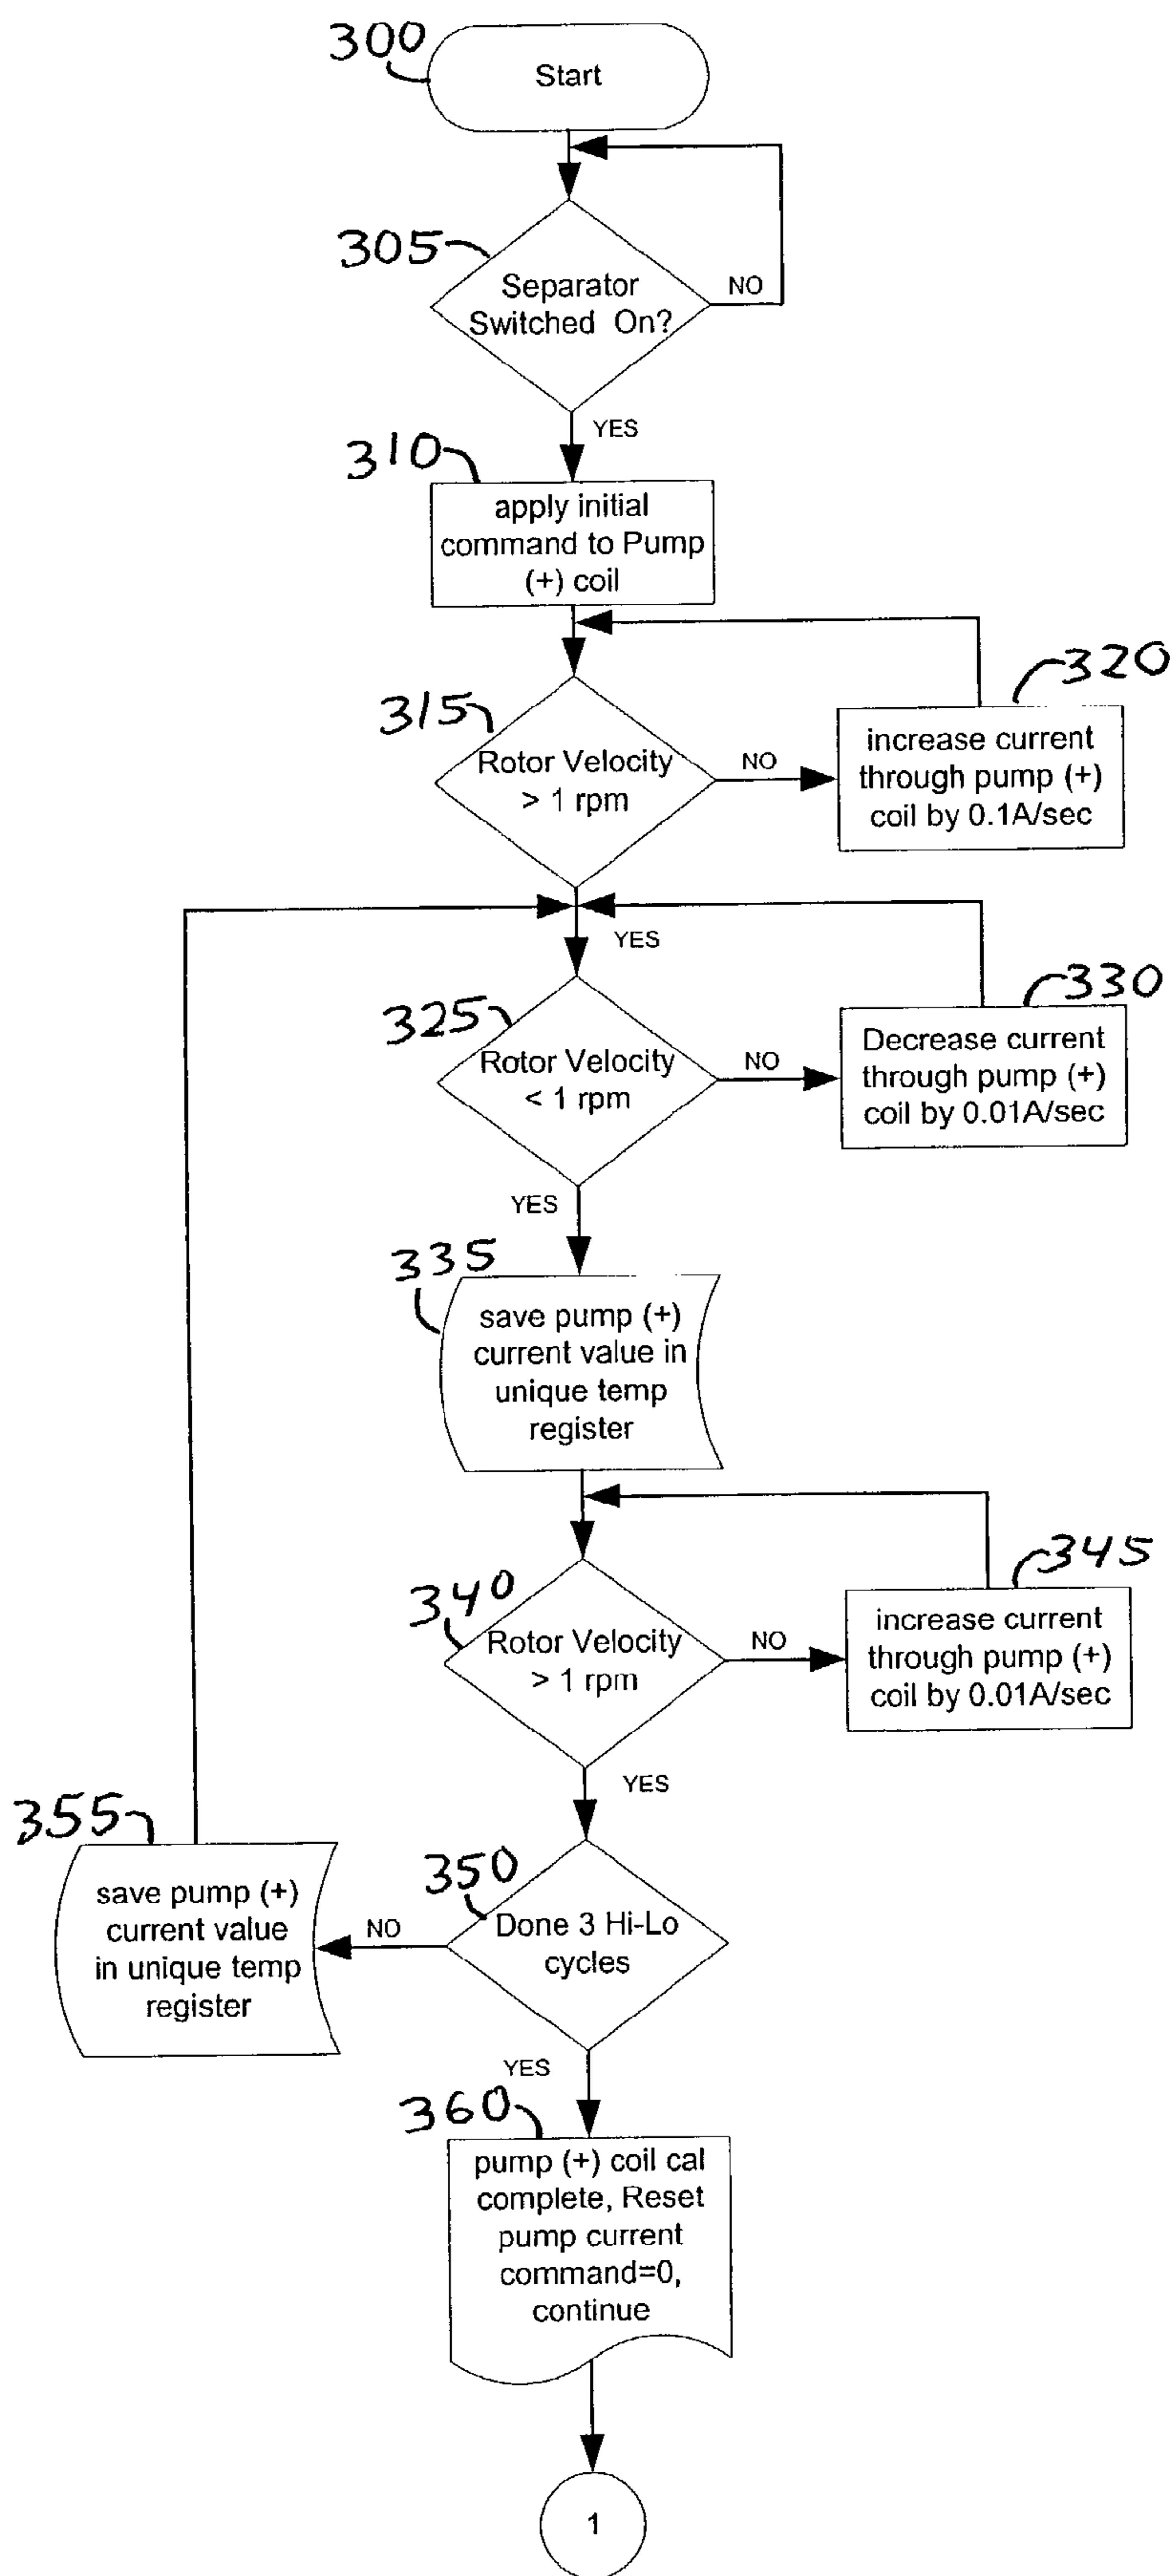 300
Start
305
Separator
Switched On?
NO
YES
310
apply initial
command to Pump
(+) coil
315
Rotor Velocity
> 1 rpm
NO
320
increase current
through pump (+)
coil by 0.1A/sec
YES
325
Rotor Velocity
< 1 rpm
NO
330
Decrease current
through pump (+)
coil by 0.01A/sec
YES
335
save pump (+)
current value in
unique temp
register
340
Rotor Velocity
> 1 rpm
NO
345
increase current
through pump (+)
coil by 0.01A/sec
YES
350
Done 3 Hi-Lo
cycles
NO
355
save pump (+)
current value
in unique temp
register
YES
360
pump (+) coil cal
complete, Reset
pump current
command=0,
continue
1